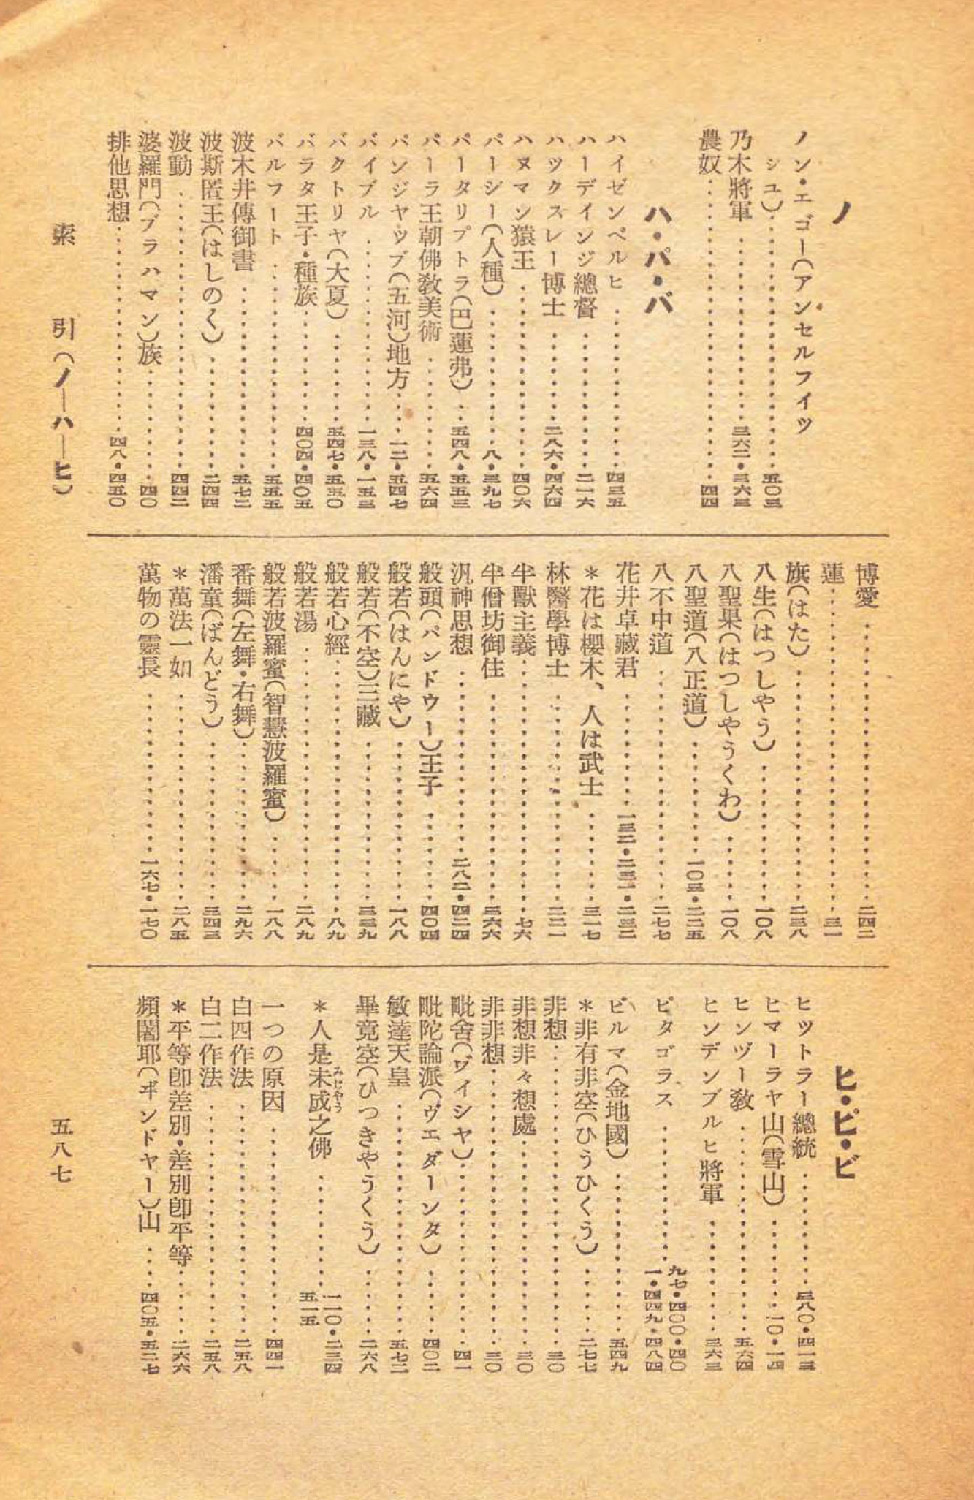 ノ
ノン・エゴー(アンセルフイツ
シユ)‥‥‥五〇三
乃木將軍‥‥‥三六二・三六三
農奴‥‥‥四四
ハ・パ・バ
ハイゼンベルヒ‥‥‥四三五
ハーデインジ總督‥‥‥二一六
ハツクスレー博士‥‥‥二八六・四六四
ハヌマン猿王‥‥‥四〇六
パーシー(人種)‥‥‥八・三九七
パータリプトラ(巴蓮弗)‥‥‥五四八・五五三
パーラ王朝佛敎美術‥‥‥五六四
パンジヤップ(五河)地方‥‥‥一二・五四七
バイブル‥‥‥一三八・一五三
バクトリヤ(大夏)‥‥‥五四七・五五〇
バラタ王子・種族‥‥‥四〇四・四〇五
バルフート‥‥‥五五五
波木井傳御書‥‥‥五七二
波斯匿王(はしのく)‥‥‥二四四
波動‥‥‥四四二
婆羅門(ブラハマン)族‥‥‥四〇
排他思想‥‥‥四八・四五〇
博愛‥‥‥二四二
蓮‥‥‥三一
旗(はた)‥‥‥二三八
八生(はつしやう)‥‥‥一〇八
八聖果(はつしやうくわ)‥‥‥一〇八
八聖道(八正道)‥‥‥一〇三・二二五
八不中道‥‥‥二七七
花井卓藏君‥‥‥一三二・二三一・二三二
*花は櫻木、人は武士‥‥‥三一七
林醫學博士‥‥‥二二一
半獸主義‥‥‥七六
半僧坊御住‥‥‥三六六
汎神思想‥‥‥二八二・四二四
般頭(パンドウー)王子‥‥‥四〇四
般若(はんにや)‥‥‥一八八
般若(不空)三藏‥‥‥三三九
般若心經‥‥‥八九
般若湯‥‥‥二八九
般若波羅蜜(智慧波羅蜜)‥‥‥一八八
番舞(左舞・右舞)‥‥‥二九六
潘童(ばんどう)‥‥‥三四三
*萬法一如‥‥‥二八五
萬物の靈長‥‥‥一六七・一七〇
ヒ・ピ・ビ
ヒツトラー總統‥‥‥三八〇・四一三
ヒマーラヤ山(雪山)‥‥‥一〇・一四
ヒンヅー敎‥‥‥五六四
ヒンデンブルヒ將軍‥‥‥三六三
ピタゴラス‥‥‥九七・四〇〇・四〇
一・四四九・四八四
ビルマ(金地國)‥‥‥五四九
*非有非空(ひうひくう)‥‥‥二七七
非想‥‥‥三〇
非想非々想處‥‥‥三〇
非非想‥‥‥三〇
毗舍(ヷイシヤ)‥‥‥四一
毗陀論派(ヴエダーンタ)‥‥‥四〇二
敏達天皇‥‥‥五七二
畢竟空(ひつきやうくう)‥‥‥二六八
*人是未成之佛‥‥‥一一〇・二三四
みじやう
五一五
一つの原因‥‥‥四四一
白四作法‥‥‥二五八
白二作法‥‥‥二五八
*平等卽差別・差別卽平等‥‥‥二六六
頻闍耶(ヸンドヤー)山‥‥‥四〇五・五二七
索 引(ノ—ハ—ヒ)
五八七